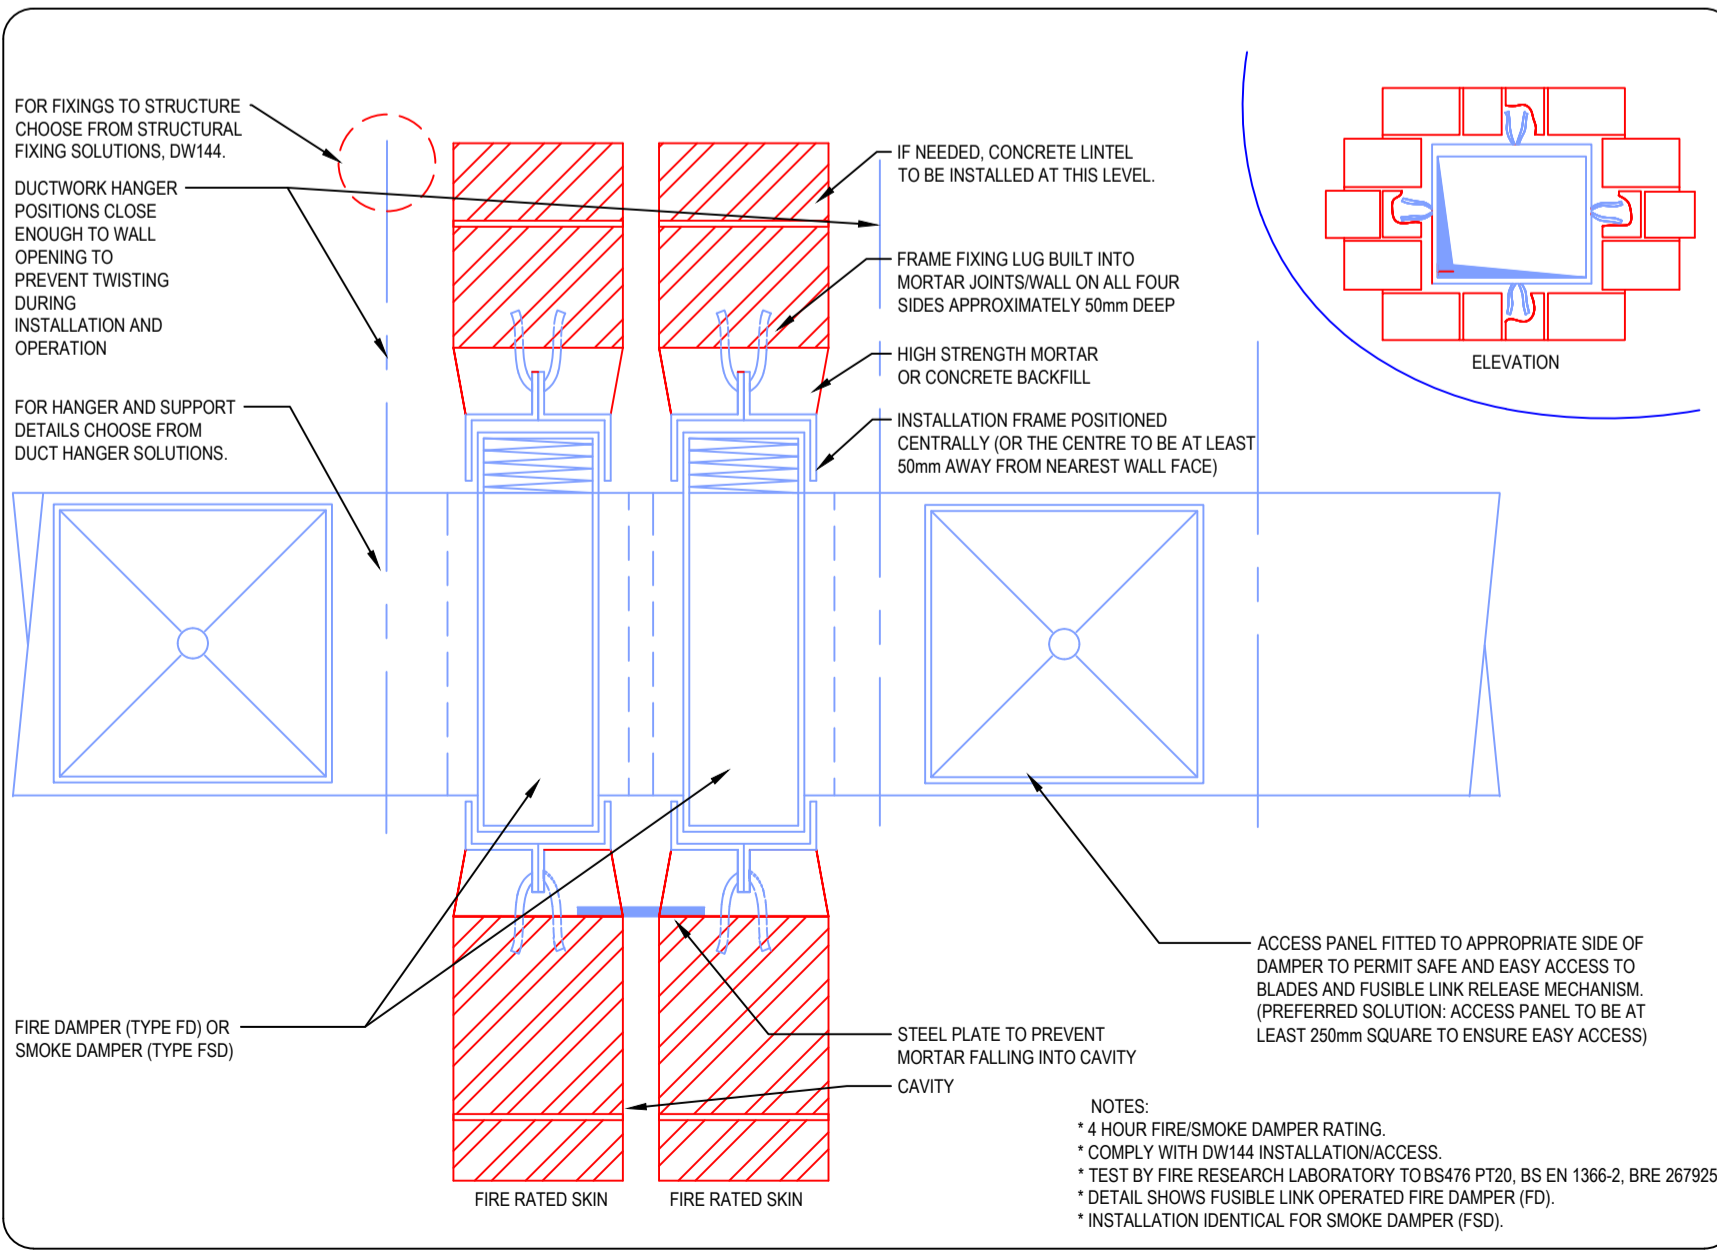 FOR FIXINGS TO STRUCTURE
CHOOSE FROM STRUCTURAL
FIXING SOLUTIONS, DW144.
DUCTWORK HANGER
POSITIONS CLOSE
ENOUGH TO WALL
OPENING TO
PREVENT TWISTING
DURING
INSTALLATION AND
OPERATION
FOR HANGER AND SUPPORT
DETAILS CHOOSE FROM
DUCT HANGER SOLUTIONS.
FIRE DAMPER (TYPE FD) OR
SMOKE DAMPER (TYPE FSD)
IF NEEDED, CONCRETE LINTEL
TO BE INSTALLED AT THIS LEVEL.
FRAME FIXING LUG BUILT INTO
MORTAR JOINTS/WALL ON ALL FOUR
SIDES APPROXIMATELY 50mm DEEP
HIGH STRENGTH MORTAR
OR CONCRETE BACKFILL
INSTALLATION FRAME POSITIONED
CENTRALLY (OR THE CENTRE TO BE AT LEAST
50mm AWAY FROM NEAREST WALL FACE)
ELEVATION
ACCESS PANEL FITTED TO APPROPRIATE SIDE OF
DAMPER TO PERMIT SAFE AND EASY ACCESS TO
BLADES AND FUSIBLE LINK RELEASE MECHANISM.
(PREFERRED SOLUTION: ACCESS PANEL TO BE AT
LEAST 250mm SQUARE TO ENSURE EASY ACCESS)
STEEL PLATE TO PREVENT
MORTAR FALLING INTO CAVITY
CAVITY
FIRE RATED SKIN
FIRE RATED SKIN
NOTES:
* 4 HOUR FIRE/SMOKE DAMPER RATING.
* COMPLY WITH DW144 INSTALLATION/ACCESS.
* TEST BY FIRE RESEARCH LABORATORY TO BS476 PT20, BS EN 1366-2, BRE 267925
* DETAIL SHOWS FUSIBLE LINK OPERATED FIRE DAMPER (FD).
* INSTALLATION IDENTICAL FOR SMOKE DAMPER (FSD).